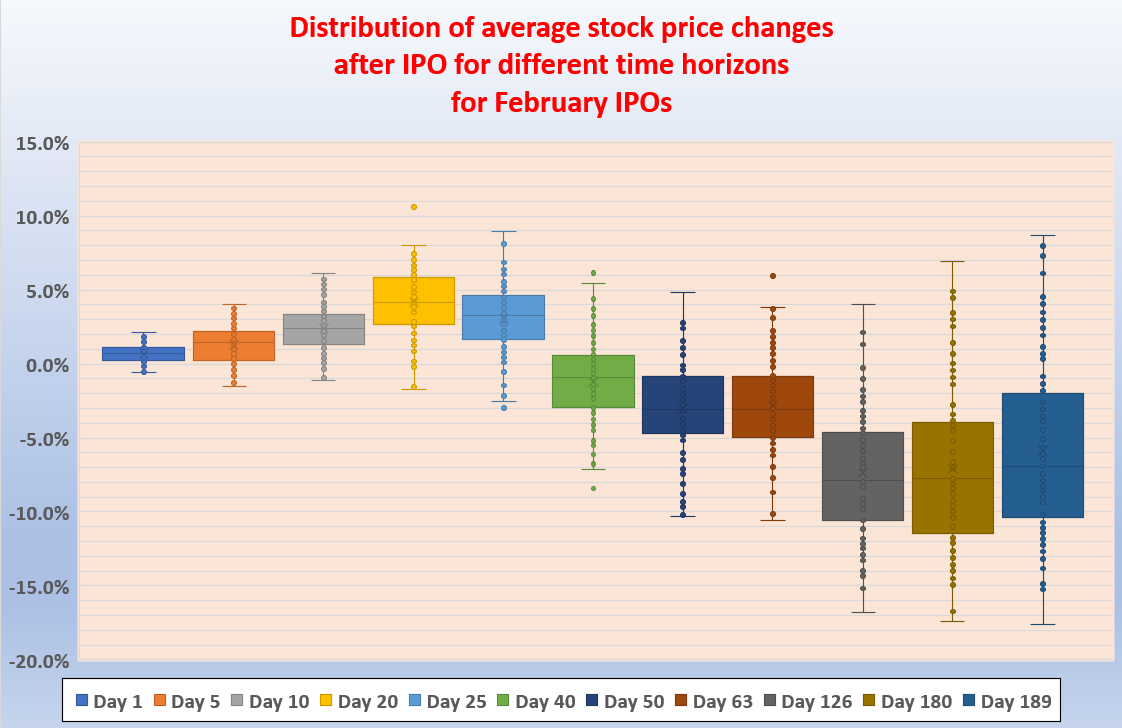 Distribution of average stock price changes
after IPO for different time horizons
for February IPOs
15.0%
10.0%
5.0%
0.0%
-5.0%
-10.0%
-15.0%
-20.0%
Day 1 Day 5 Day 10 Day 20 Day 25 Day 40 Day 50 Day 63 Day 126 Day 180 Day 189